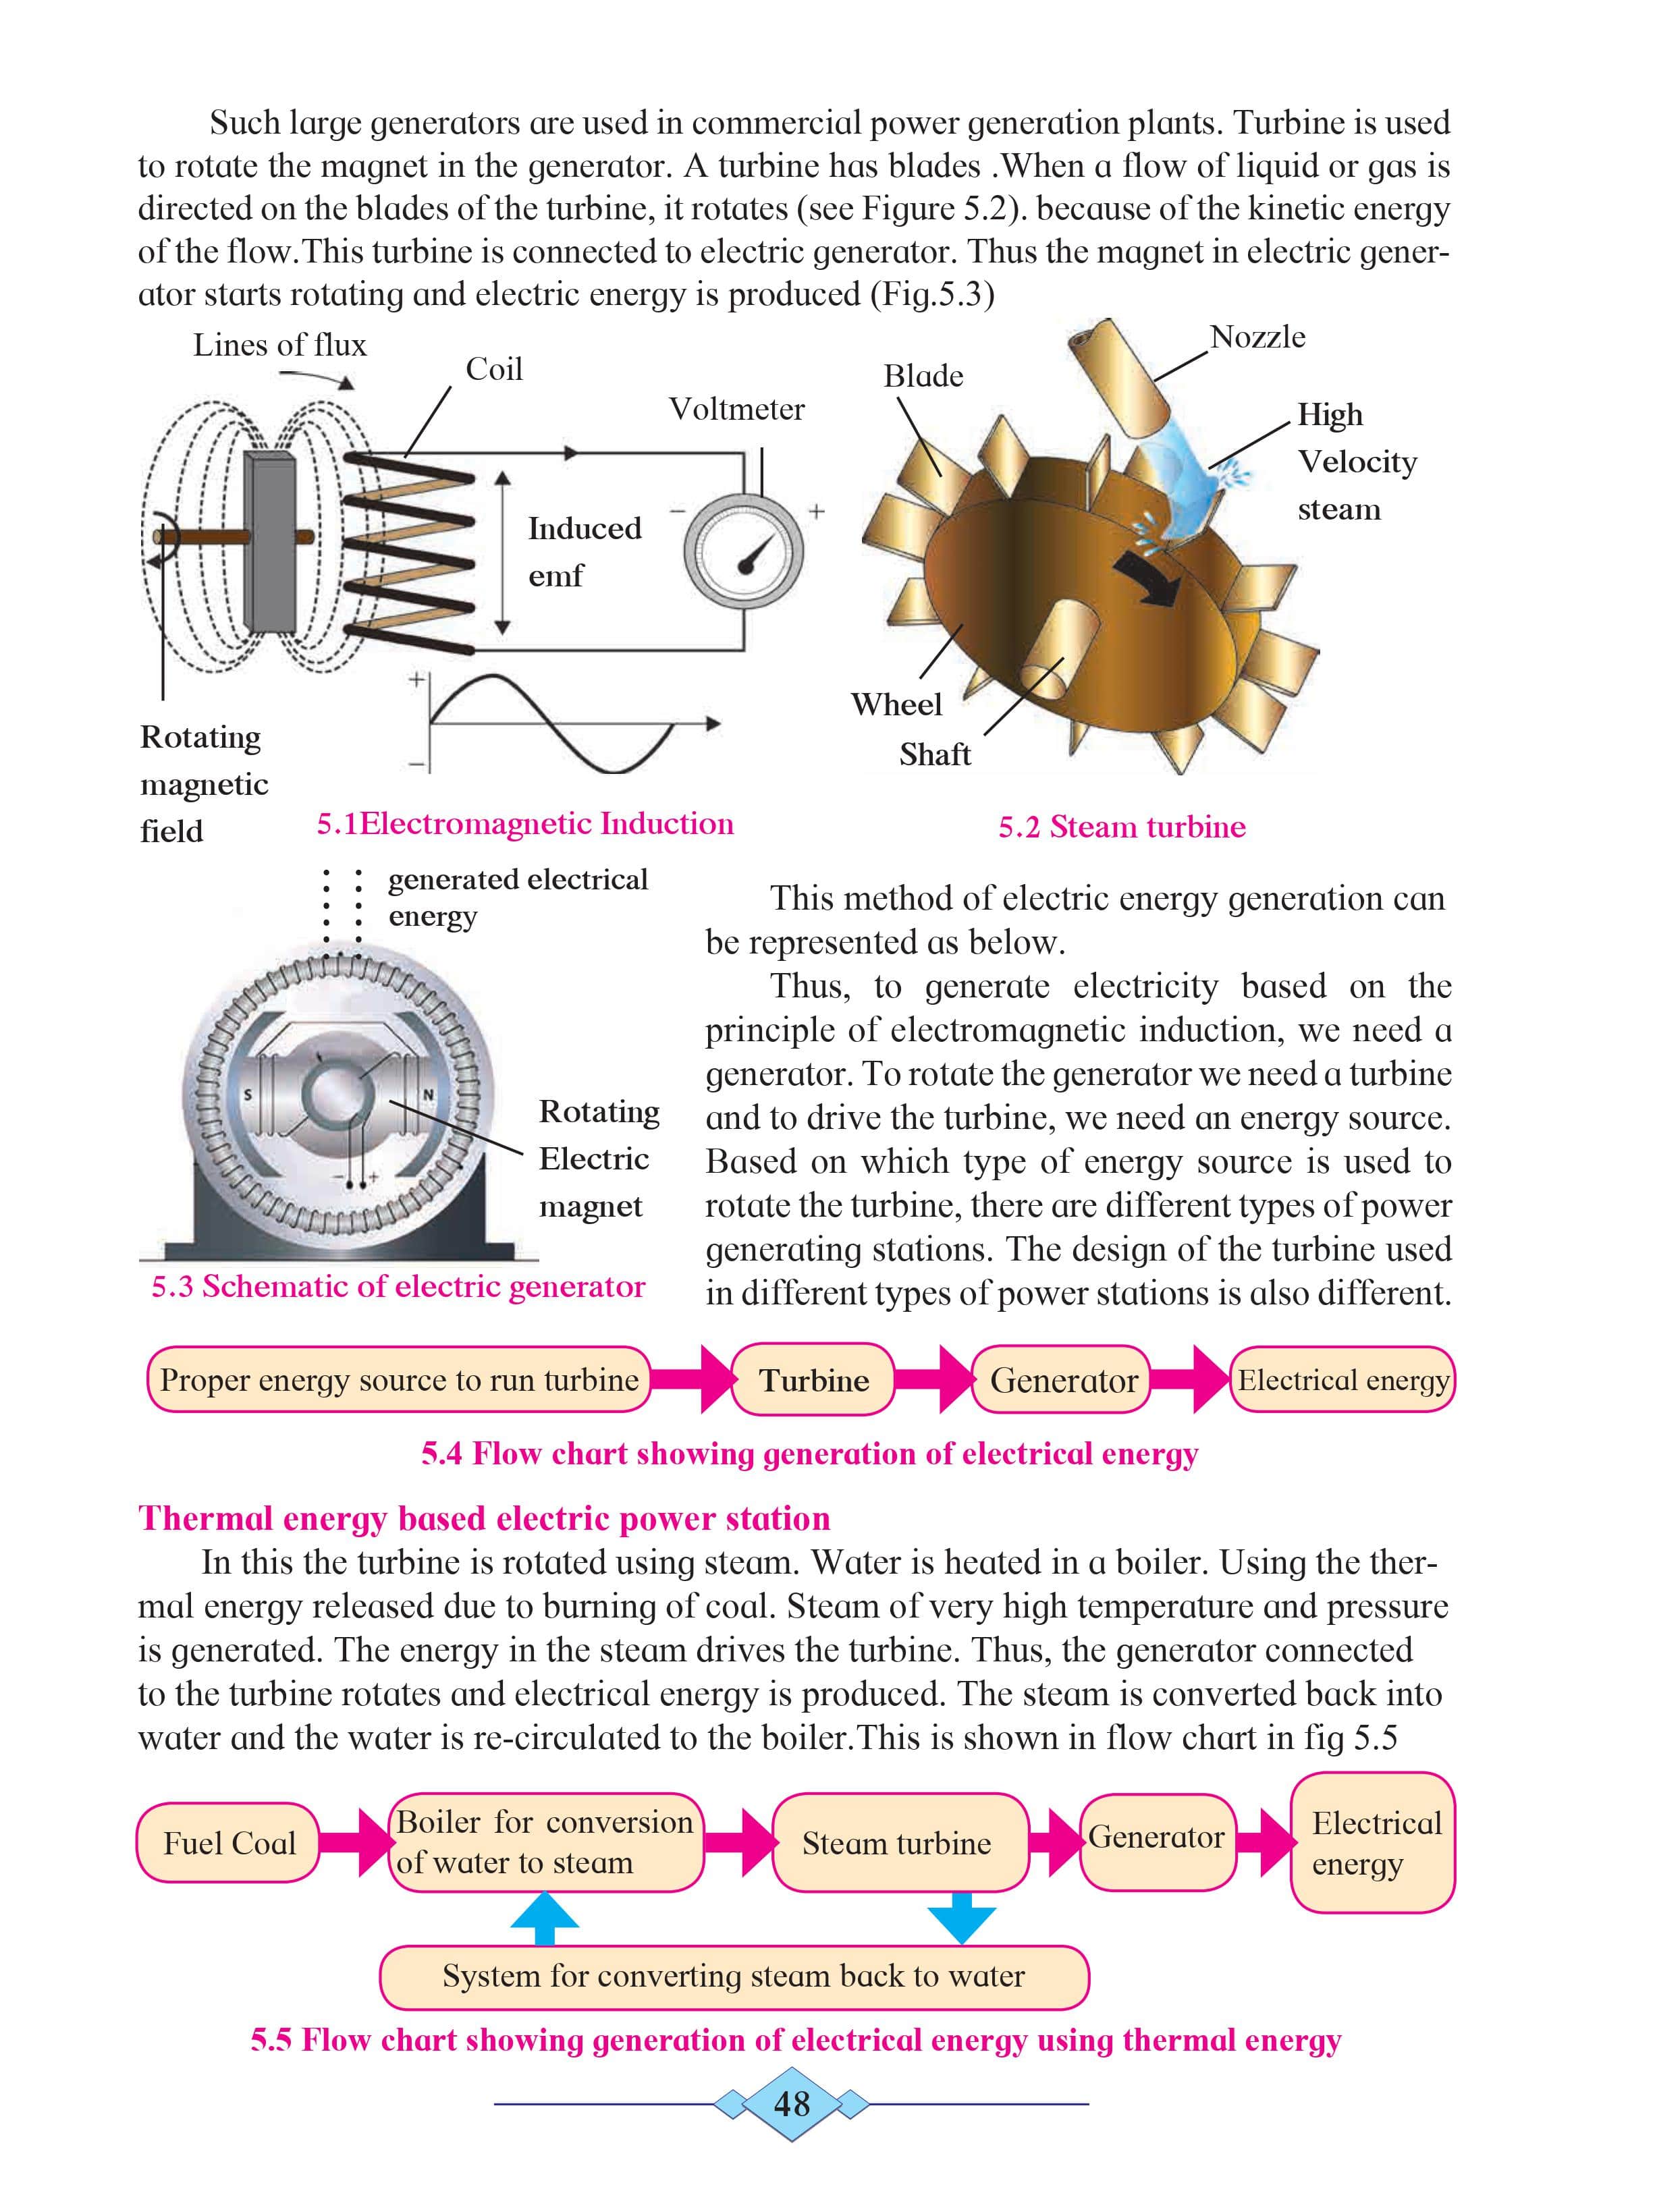 Such large generators are used in commercial power generation plants. Turbine is used
to rotate the magnet in the generator. A turbine has blades .When a flow of liquid or gas is
directed on the blades of the turbine, it rotates (see Figure 5.2). because of the kinetic energy
of the flow.This turbine is connected to electric generator. Thus the magnet in electric gener-
ator starts rotating and electric energy is produced (Fig.5.3)
Lines of flux
Coil
Voltmeter
Induced
emf
-
+
+
-
Rotating
magnetic
field
5.1Electromagnetic Induction
Nozzle
Blade
High
Velocity
steam
Wheel
Shaft
5.2 Steam turbine
generated electrical
energy
S
N
- +
Rotating
Electric
magnet
5.3 Schematic of electric generator
This method of electric energy generation can
be represented as below.
Thus, to generate electricity based on the
principle of electromagnetic induction, we need a
generator. To rotate the generator we need a turbine
and to drive the turbine, we need an energy source.
Based on which type of energy source is used to
rotate the turbine, there are different types of power
generating stations. The design of the turbine used
in different types of power stations is also different.
Proper energy source to run turbine
Turbine
Generator
Electrical energy
5.4 Flow chart showing generation of electrical energy
Thermal energy based electric power station
In this the turbine is rotated using steam. Water is heated in a boiler. Using the ther-
mal energy released due to burning of coal. Steam of very high temperature and pressure
is generated. The energy in the steam drives the turbine. Thus, the generator connected
to the turbine rotates and electrical energy is produced. The steam is converted back into
water and the water is re-circulated to the boiler.This is shown in flow chart in fig 5.5
Fuel Coal
Boiler for conversion
of water to steam
Steam turbine
Generator
Electrical
energy
System for converting steam back to water
5.5 Flow chart showing generation of electrical energy using thermal energy
48